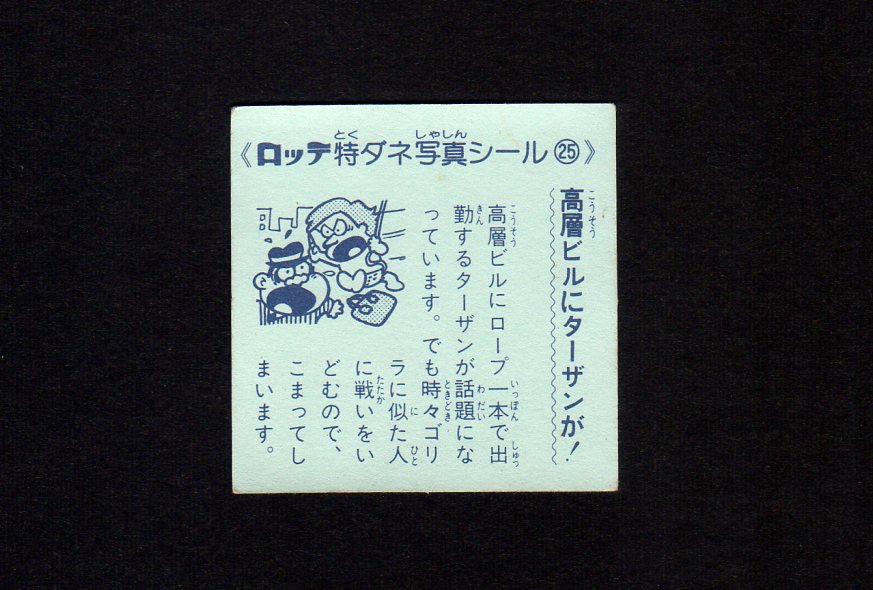 《ロッテ特ダネ写真シール㉕》
高層ビルにターザンが!
高層ビルにロープ一本で出
勤するターザンが話題にな
っています。でも時々ゴリ
ラに似た人
に戦いをい
どむので、
こまってし
まいます。